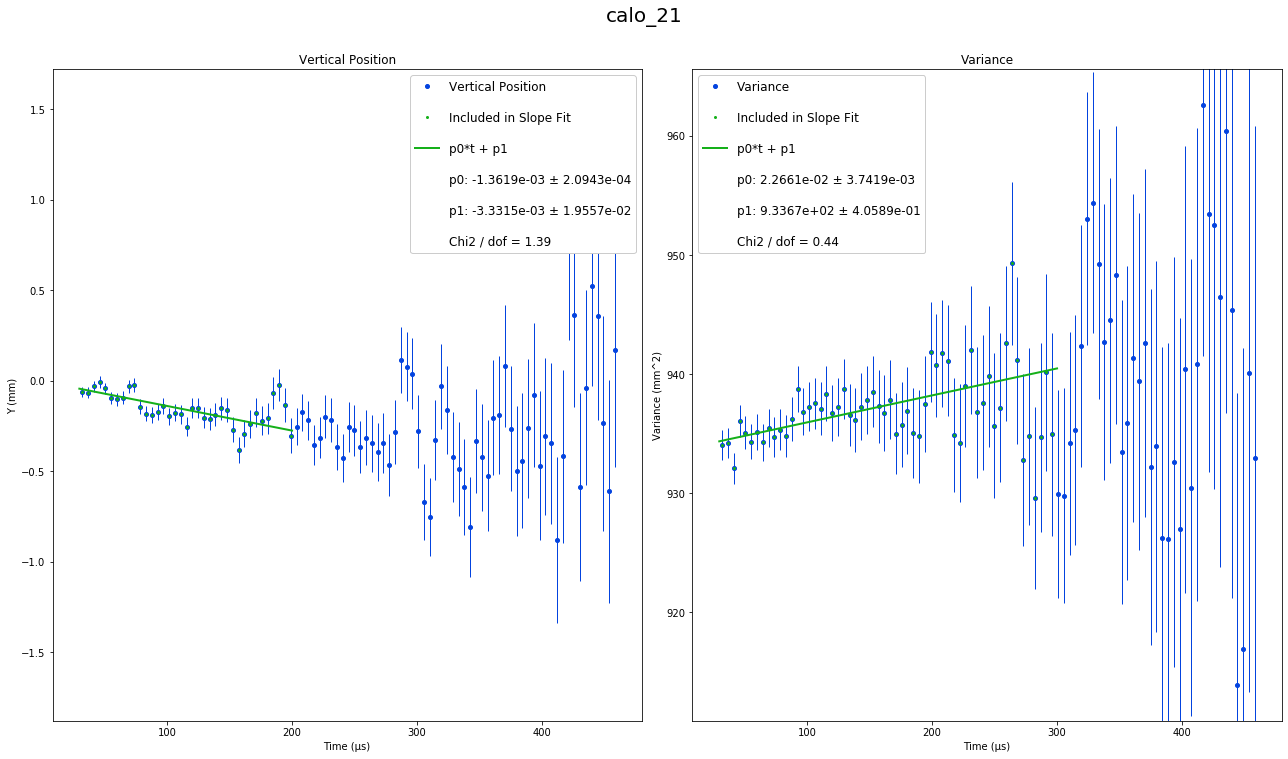 calo_21
Vertical Position
Vertical Position
Included in Slope Fit
p0*t + p1
p0: -1.3619e-03 ± 2.0943e-04
p1: -3.3315e-03 ± 1.9557e-02
Chi2 / dof = 1.39
1.5
1.0
0.5
0.0
−0.5
−1.0
−1.5
Y (mm)
100
200
300
400
Time (μs)
Variance
Variance
Included in Slope Fit
p0*t + p1
p0: 2.2661e-02 ± 3.7419e-03
p1: 9.3367e+02 ± 4.0589e-01
Chi2 / dof = 0.44
960
950
940
930
920
Variance (mm^2)
100
200
300
400
Time (μs)